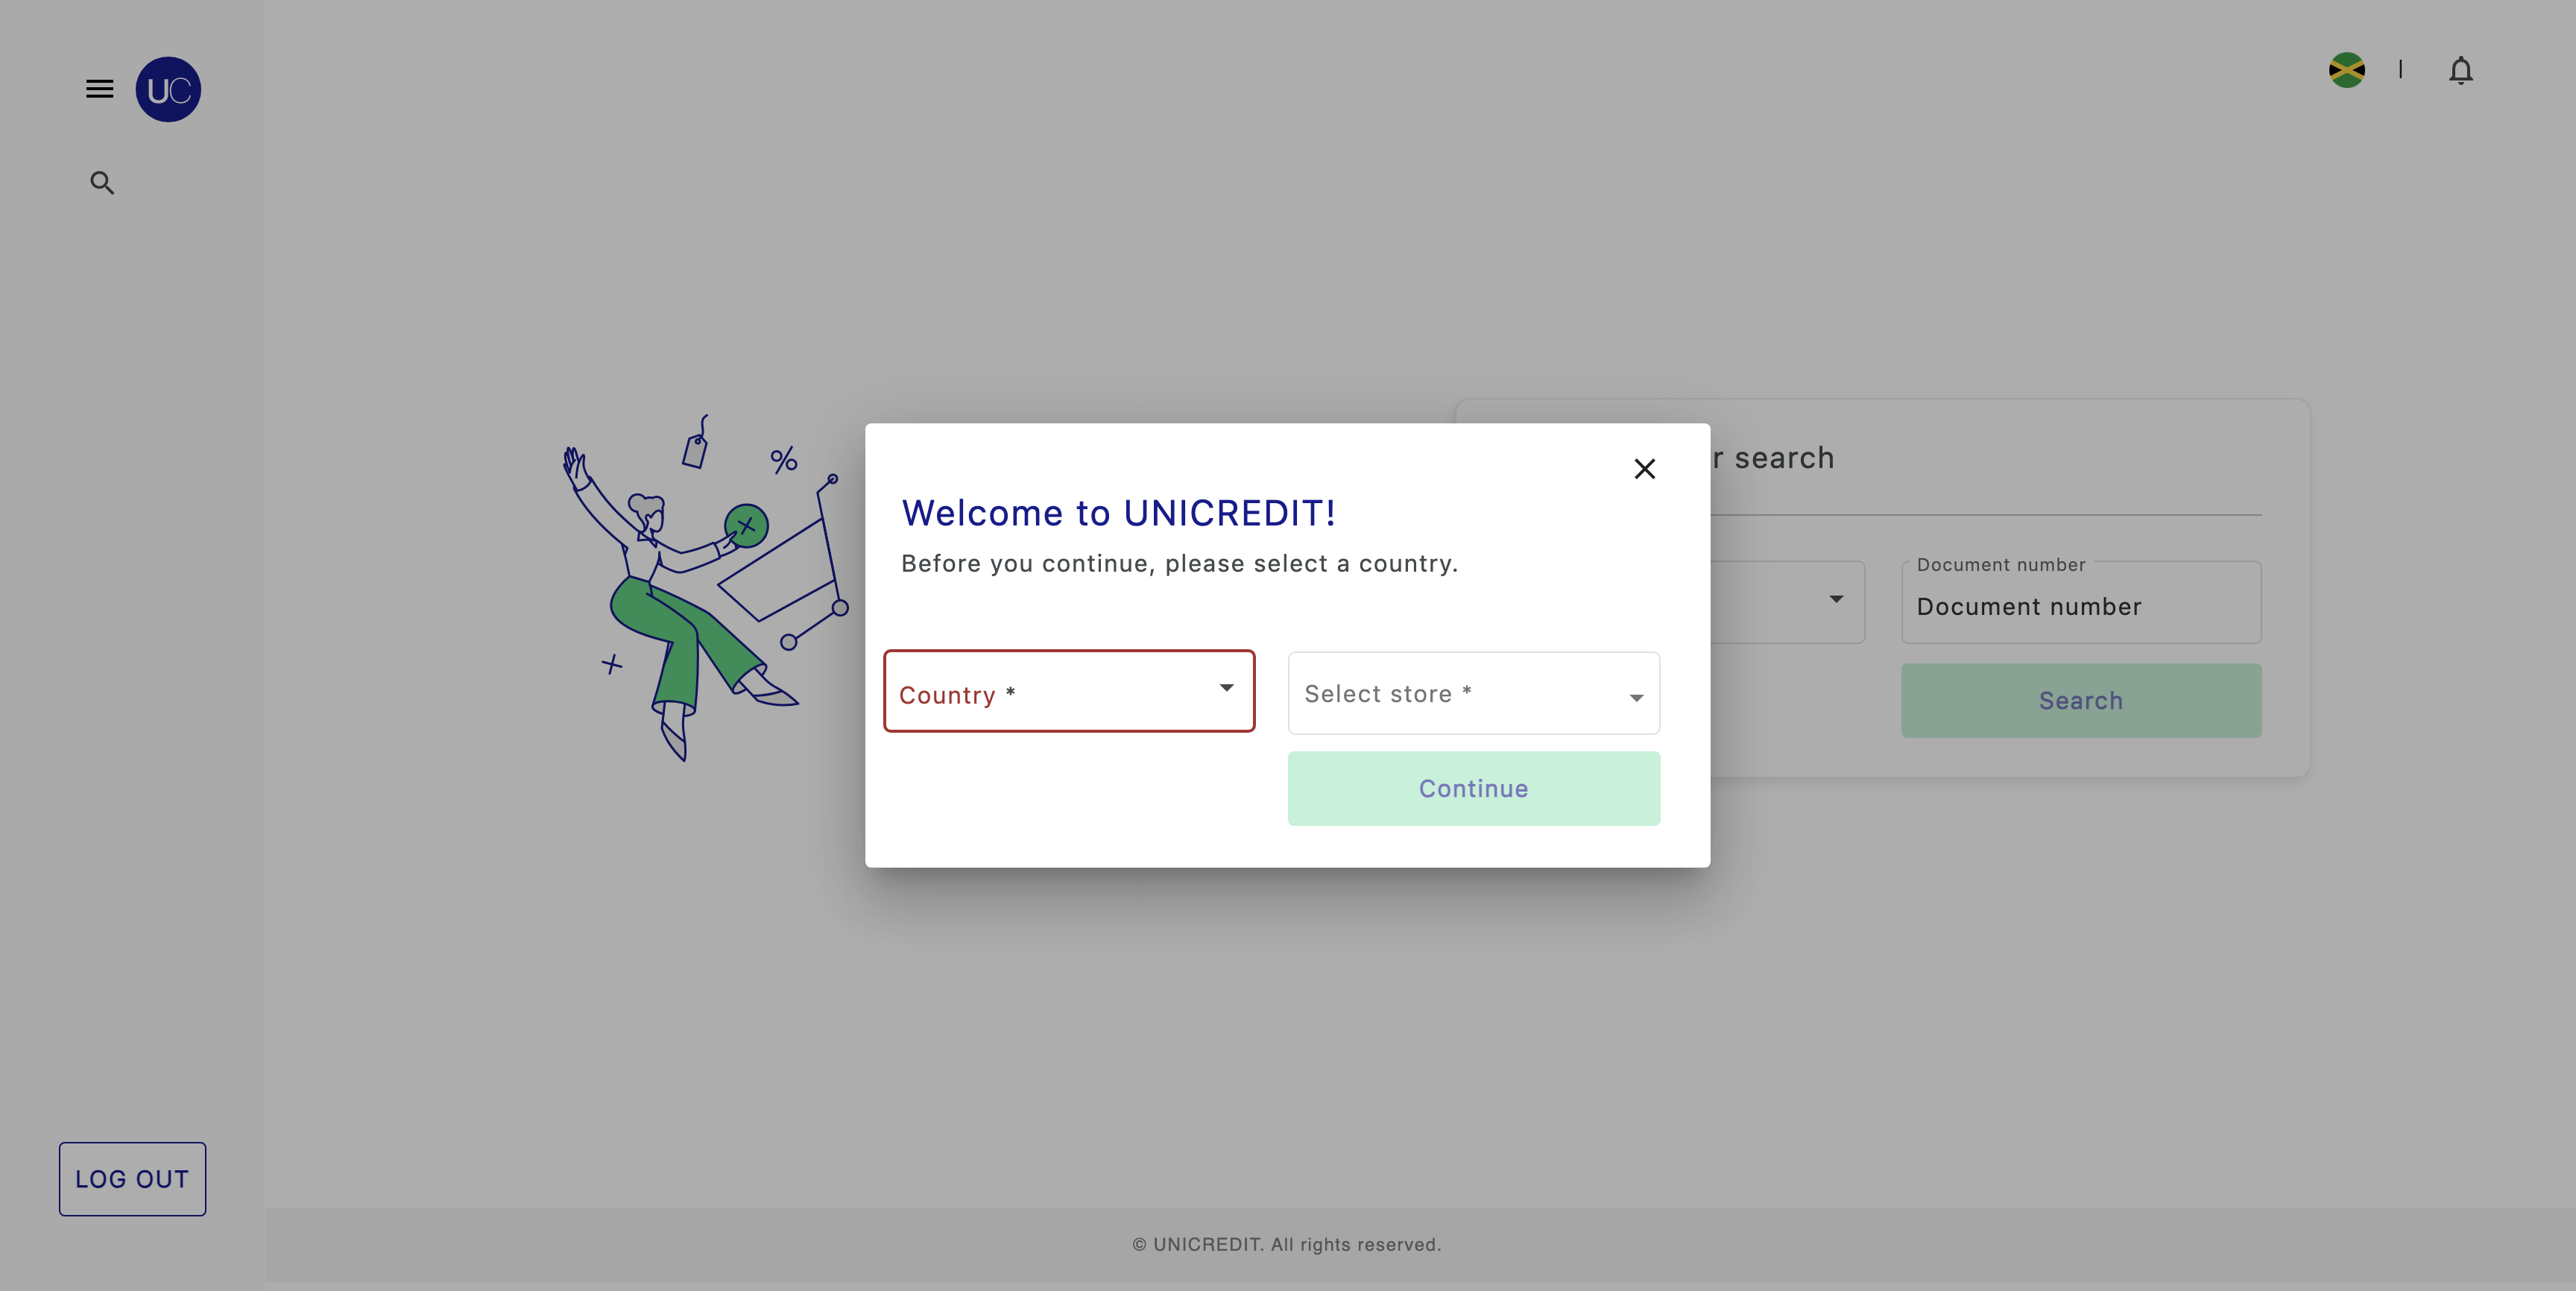 UC
Welcome to UNICREDIT!
Before you continue, please select a country.
Country *
Select store *
Continue
r search
Document number
Document number
Search
LOG OUT
© UNICREDIT. All rights reserved.